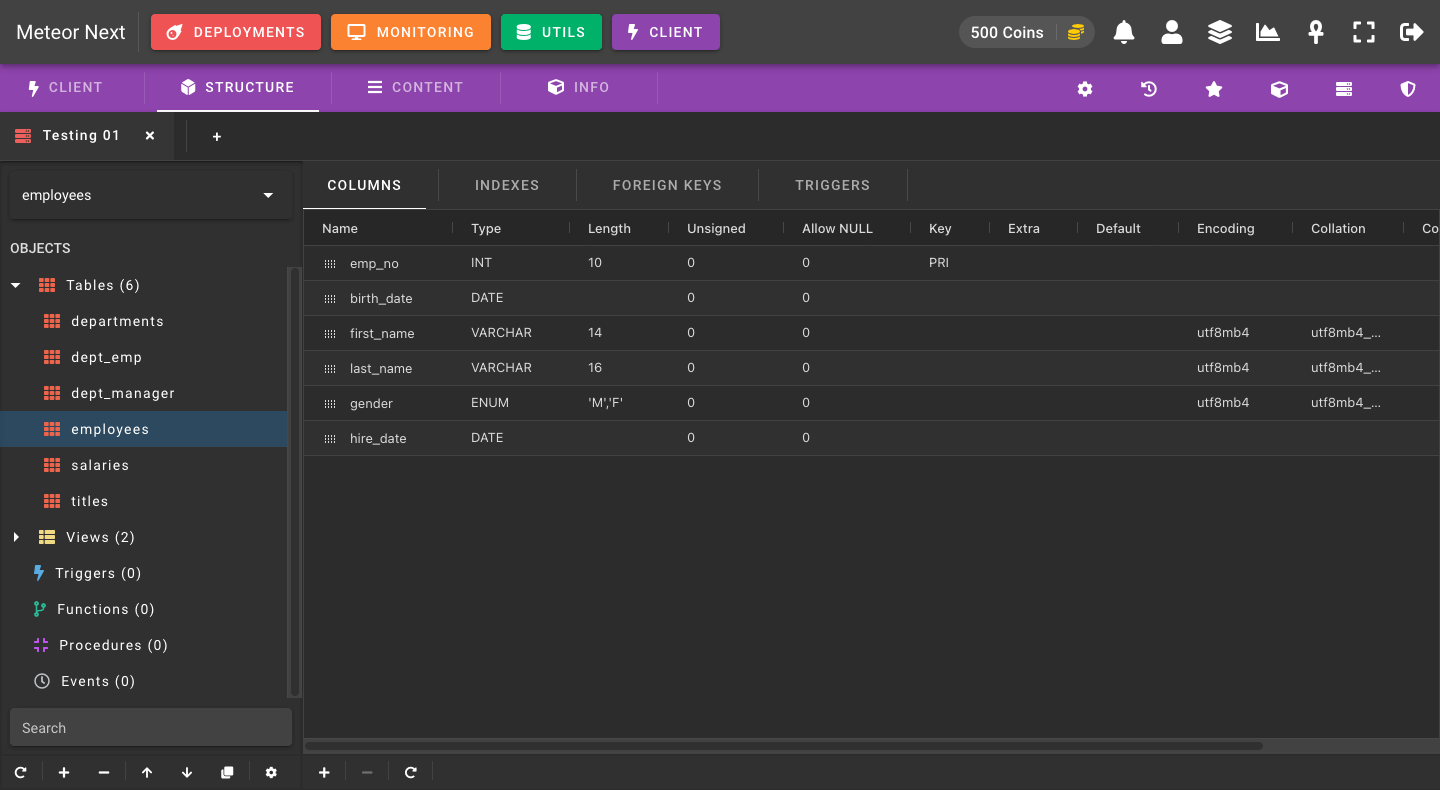 Meteor Next DEPLOYMENTS MONITORING UTILS CLIENT 500 Coins
CLIENT STRUCTURE CONTENT INFO
Testing 01
employees
OBJECTS
Tables (6)
departments
dept_emp
dept_manager
employees
salaries
titles
Views (2)
Triggers (0)
Functions (0)
Procedures (0)
Events (0)
Search
COLUMNS INDEXES FOREIGN KEYS TRIGGERS
Name Type Length Unsigned Allow NULL Key Extra Default Encoding Collation Co
emp_no INT 10 0 0 PRI
birth_date DATE 0 0
first_name VARCHAR 14 0 0 utf8mb4 utf8mb4_...
last_name VARCHAR 16 0 0 utf8mb4 utf8mb4_...
gender ENUM 'M','F' 0 0 utf8mb4 utf8mb4_...
hire_date DATE 0 0